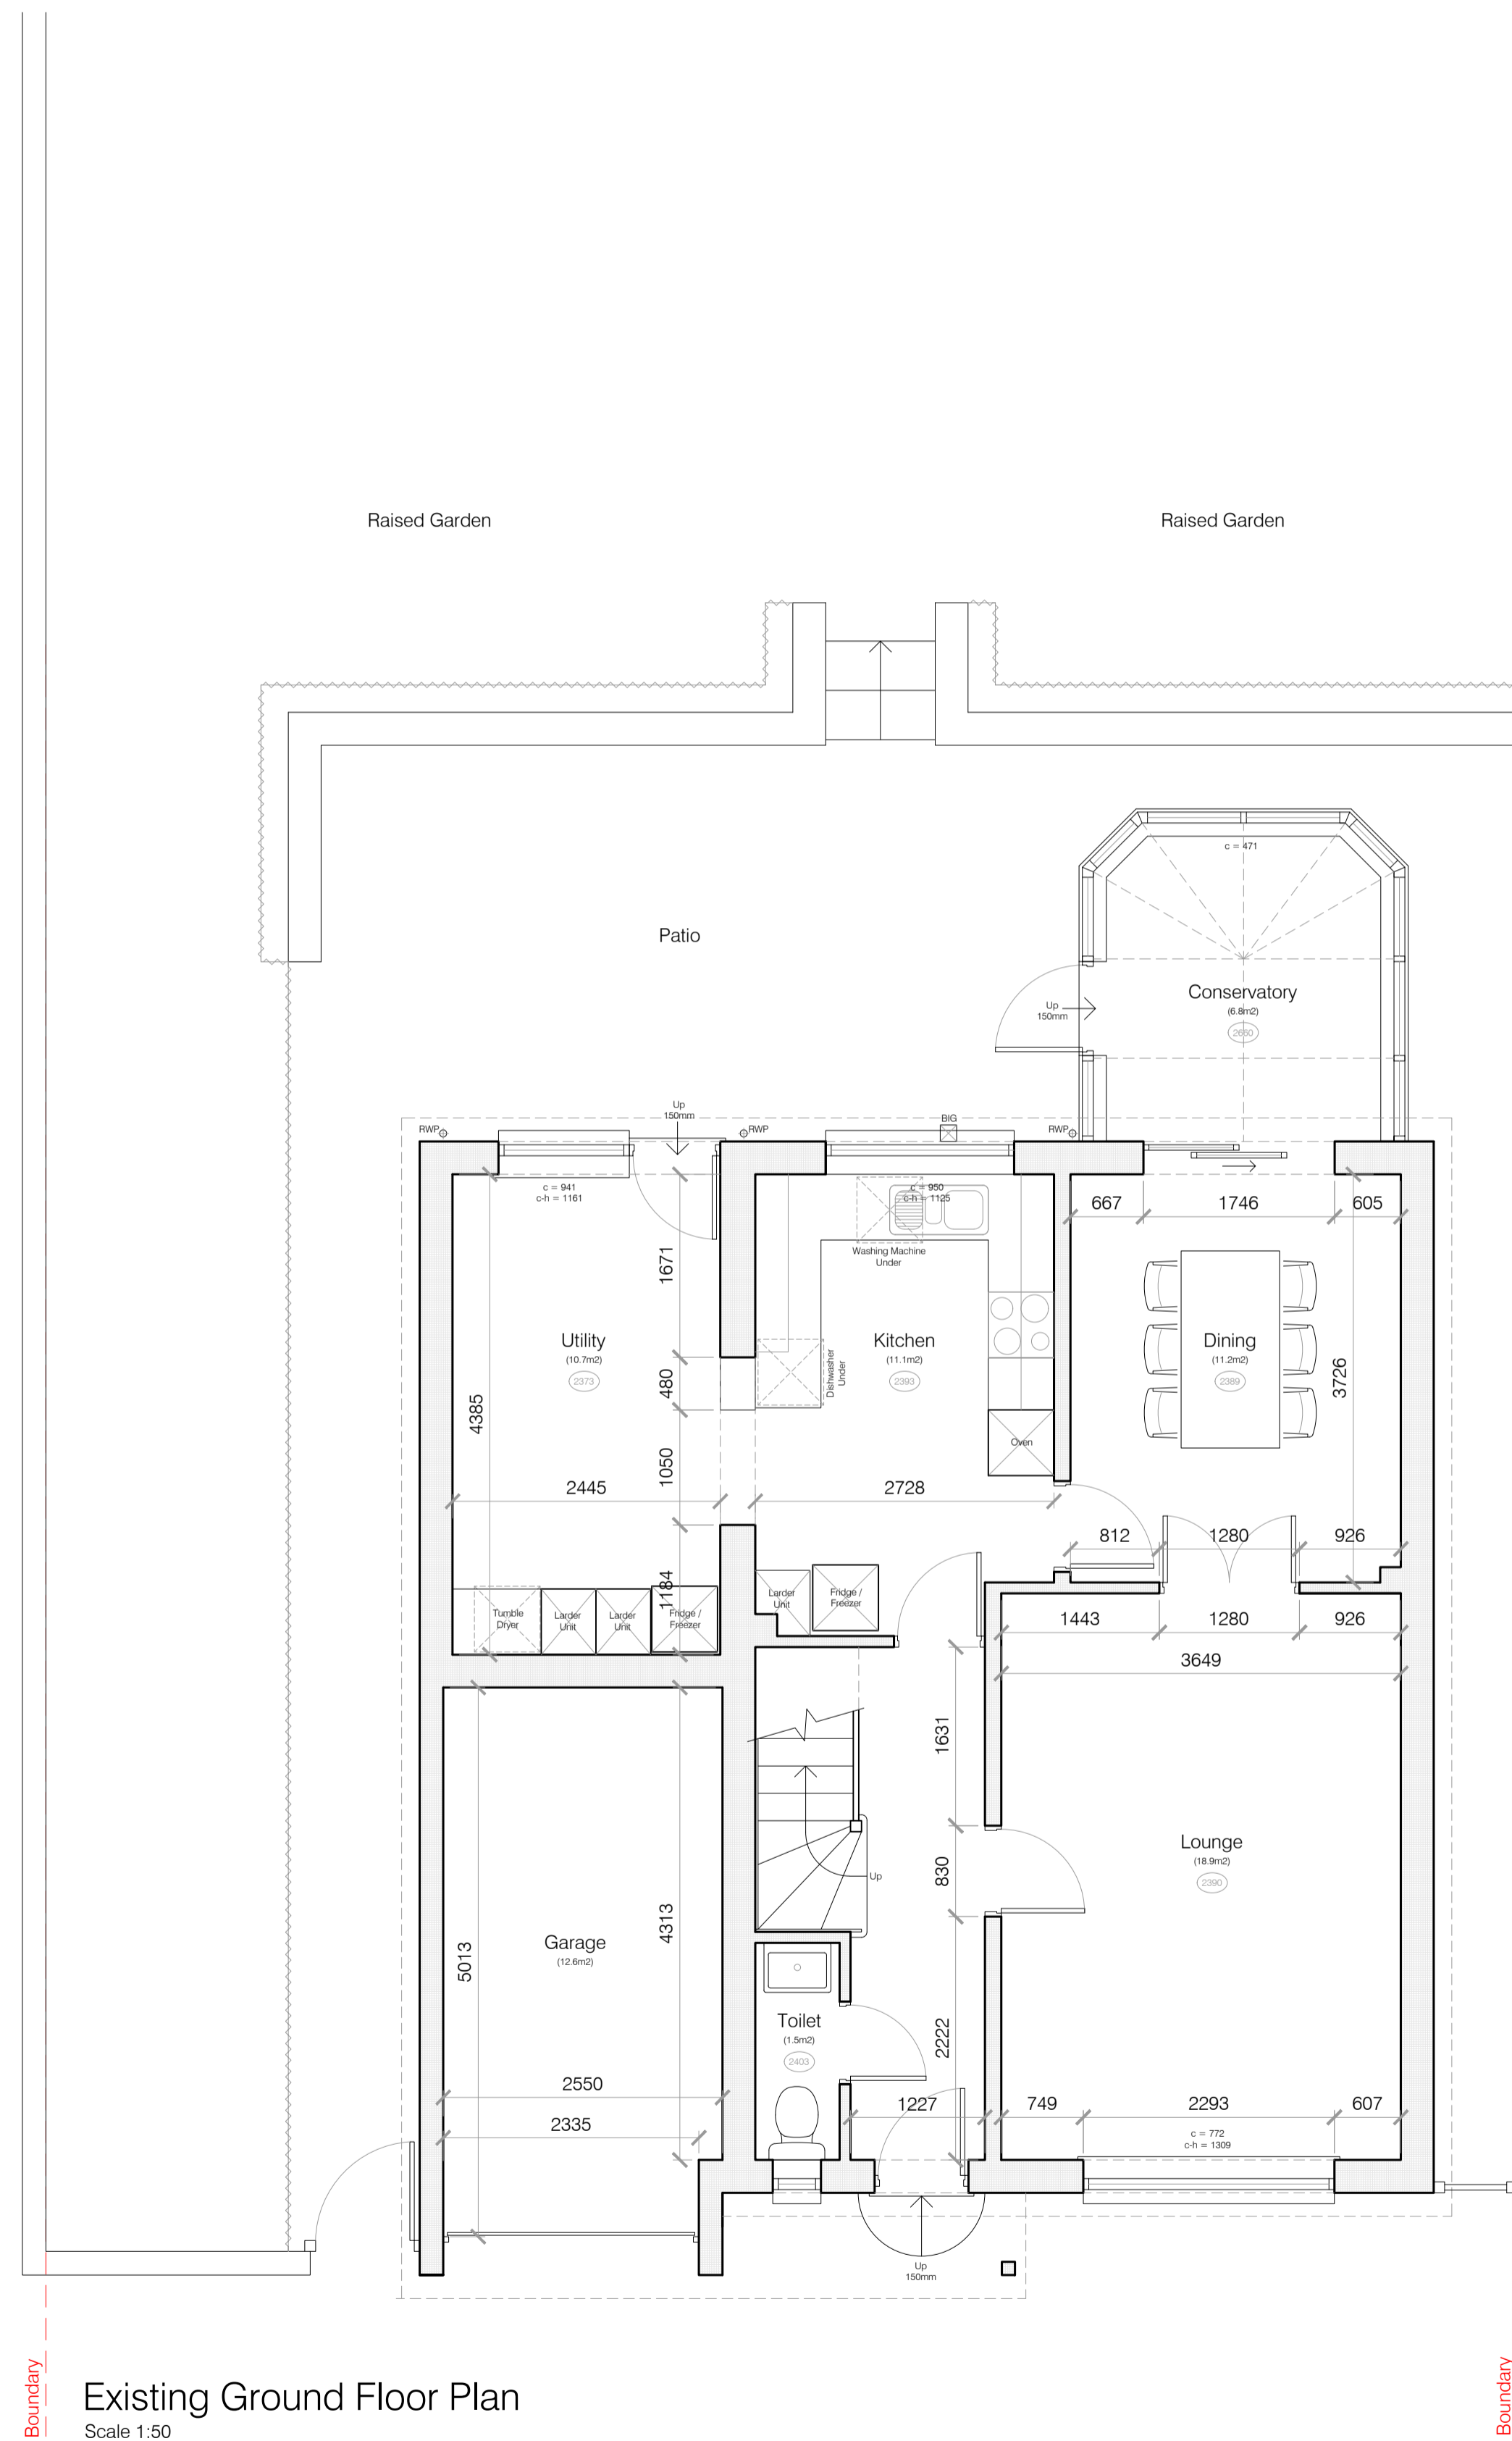 Raised Garden
Raised Garden
c = 471
Patio
Conservatory
(6.8m2)
2660
Up
150mm
Up
150mm
RWP
RWP
BIG
RWP
c = 941
c-h = 1161
c = 950
c-h = 1125
667
1746
605
Washing Machine
Under
1671
Utility
(10.7m2)
2373
Kitchen
(11.1m2)
2393
Dining
(11.2m2)
2389
480
Dishwasher
Under
3726
4385
Oven
1050
2445
2728
812
1280
926
1184
Tumble
Dryer
Larder
Unit
Larder
Unit
Fridge /
Freezer
Larder
Unit
Fridge /
Freezer
1443
1280
926
3649
1631
Lounge
(18.9m2)
2390
830
Up
4313
Garage
(12.6m2)
5013
Toilet
(1.5m2)
2403
2222
2550
2335
1227
749
2293
607
c = 772
c-h = 1309
Up
150mm
Boundary
Boundary
Existing Ground Floor Plan
Scale 1:50